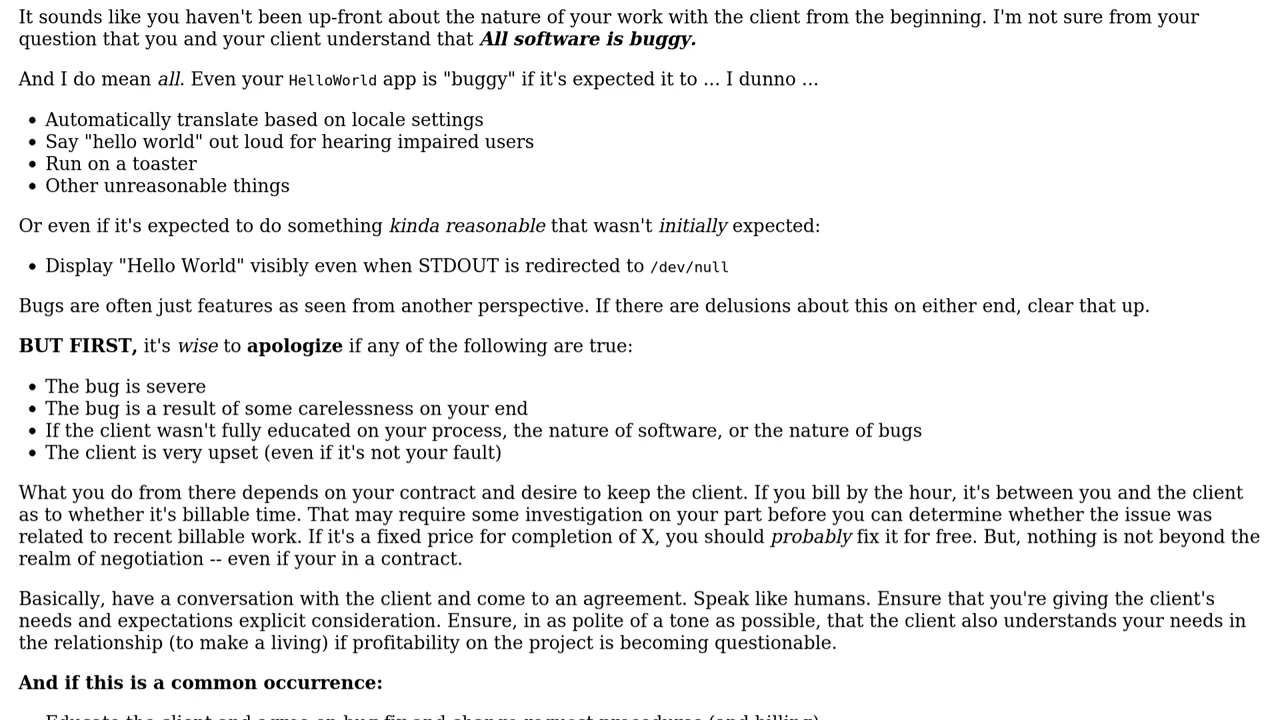 It sounds like you haven't been up-front about the nature of your work with the client from the beginning. I'm not sure from your
question that you and your client understand that All software is buggy.
And I do mean all. Even your HelloWorld app is "buggy" if it's expected it to ... I dunno ...
• Automatically translate based on locale settings
• Say "hello world" out loud for hearing impaired users
• Run on a toaster
• Other unreasonable things
Or even if it's expected to do something kinda reasonable that wasn't initially expected:
• Display "Hello World" visibly even when STDOUT is redirected to /dev/null
Bugs are often just features as seen from another perspective. If there are delusions about this on either end, clear that up.
BUT FIRST, it's wise to apologize if any of the following are true:
• The bug is severe
• The bug is a result of some carelessness on your end
• If the client wasn't fully educated on your process, the nature of software, or the nature of bugs
• The client is very upset (even if it's not your fault)
What you do from there depends on your contract and desire to keep the client. If you bill by the hour, it's between you and the client
as to whether it's billable time. That may require some investigation on your part before you can determine whether the issue was
related to recent billable work. If it's a fixed price for completion of X, you should probably fix it for free. But, nothing is not beyond the
realm of negotiation -- even if your in a contract.
Basically, have a conversation with the client and come to an agreement. Speak like humans. Ensure that you're giving the client's
needs and expectations explicit consideration. Ensure, in as polite of a tone as possible, that the client also understands your needs in
the relationship (to make a living) if profitability on the project is becoming questionable.
And if this is a common occurrence:
Educate the client and agree on bug fix and change request procedures (and billing)